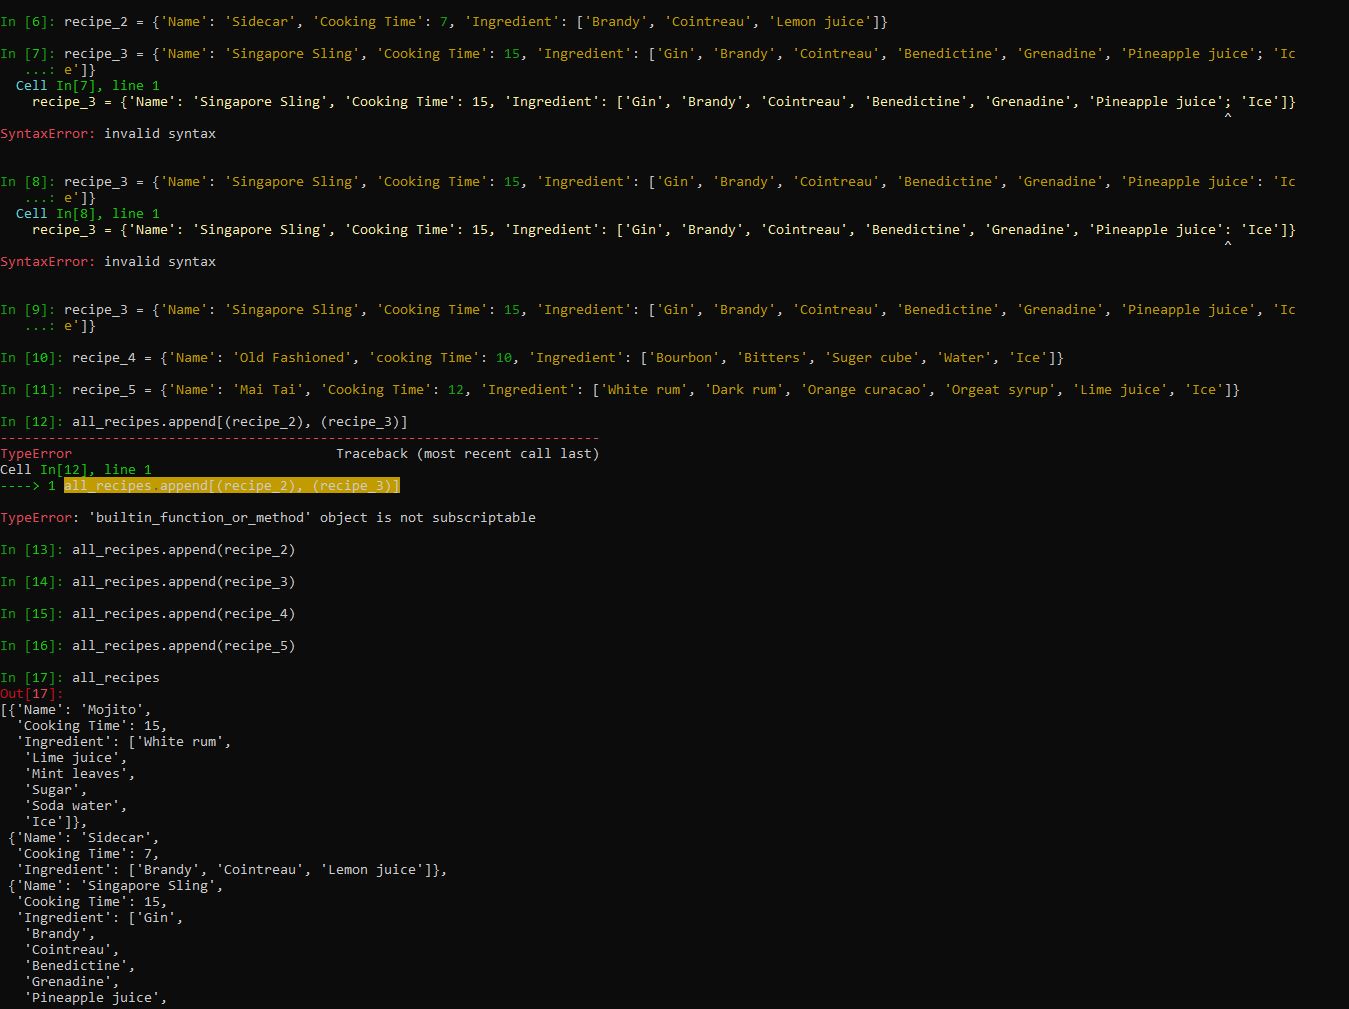 In [6]: recipe_2 = {'Name': 'Sidecar', 'Cooking Time': 7, 'Ingredient': ['Brandy', 'Cointreau', 'Lemon juice']}
In [7]: recipe_3 = {'Name': 'Singapore Sling', 'Cooking Time': 15, 'Ingredient': ['Gin', 'Brandy', 'Cointreau', 'Benedictine', 'Grenadine', 'Pineapple juice'; 'Ic
...: e']}
Cell In[7], line 1
recipe_3 = {'Name': 'Singapore Sling', 'Cooking Time': 15, 'Ingredient': ['Gin', 'Brandy', 'Cointreau', 'Benedictine', 'Grenadine', 'Pineapple juice'; 'Ice']}
^
SyntaxError: invalid syntax
In [8]: recipe_3 = {'Name': 'Singapore Sling', 'Cooking Time': 15, 'Ingredient': ['Gin', 'Brandy', 'Cointreau', 'Benedictine', 'Grenadine', 'Pineapple juice': 'Ic
...: e']}
Cell In[8], line 1
recipe_3 = {'Name': 'Singapore Sling', 'Cooking Time': 15, 'Ingredient': ['Gin', 'Brandy', 'Cointreau', 'Benedictine', 'Grenadine', 'Pineapple juice': 'Ice']}
^
SyntaxError: invalid syntax
In [9]: recipe_3 = {'Name': 'Singapore Sling', 'Cooking Time': 15, 'Ingredient': ['Gin', 'Brandy', 'Cointreau', 'Benedictine', 'Grenadine', 'Pineapple juice', 'Ic
...: e']}
In [10]: recipe_4 = {'Name': 'Old Fashioned', 'cooking Time': 10, 'Ingredient': ['Bourbon', 'Bitters', 'Suger cube', 'Water', 'Ice']}
In [11]: recipe_5 = {'Name': 'Mai Tai', 'Cooking Time': 12, 'Ingredient': ['White rum', 'Dark rum', 'Orange curacao', 'Orgeat syrup', 'Lime juice', 'Ice']}
In [12]: all_recipes.append[(recipe_2), (recipe_3)]
---------------------------------------------------------------------------
TypeError                                 Traceback (most recent call last)
Cell In[12], line 1
----> 1 all_recipes.append[(recipe_2), (recipe_3)]
TypeError: 'builtin_function_or_method' object is not subscriptable
In [13]: all_recipes.append(recipe_2)
In [14]: all_recipes.append(recipe_3)
In [15]: all_recipes.append(recipe_4)
In [16]: all_recipes.append(recipe_5)
In [17]: all_recipes
Out[17]:
[{'Name': 'Mojito',
'Cooking Time': 15,
'Ingredient': ['White rum',
'Lime juice',
'Mint leaves',
'Sugar',
'Soda water',
'Ice']},
{'Name': 'Sidecar',
'Cooking Time': 7,
'Ingredient': ['Brandy', 'Cointreau', 'Lemon juice']},
{'Name': 'Singapore Sling',
'Cooking Time': 15,
'Ingredient': ['Gin',
'Brandy',
'Cointreau',
'Benedictine',
'Grenadine',
'Pineapple juice',